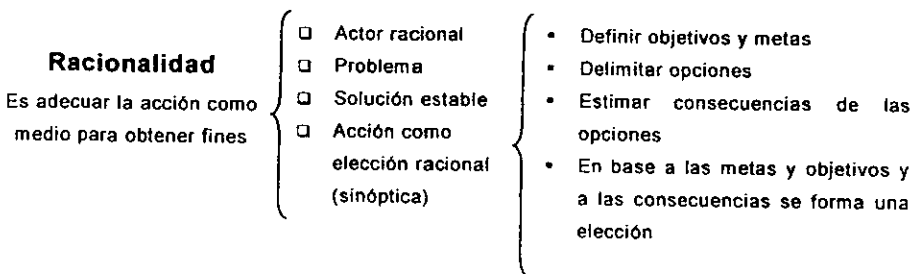 Racionalidad
Es adecuar la acción como
medio para obtener fines
❑ Actor racional
❑ Problema
❑ Solución estable
❑ Acción como
elección racional
(sinóptica)
• Definir objetivos y metas
• Delimitar opciones
• Estimar consecuencias de las
opciones
• En base a las metas y objetivos y
a las consecuencias se forma una
elección